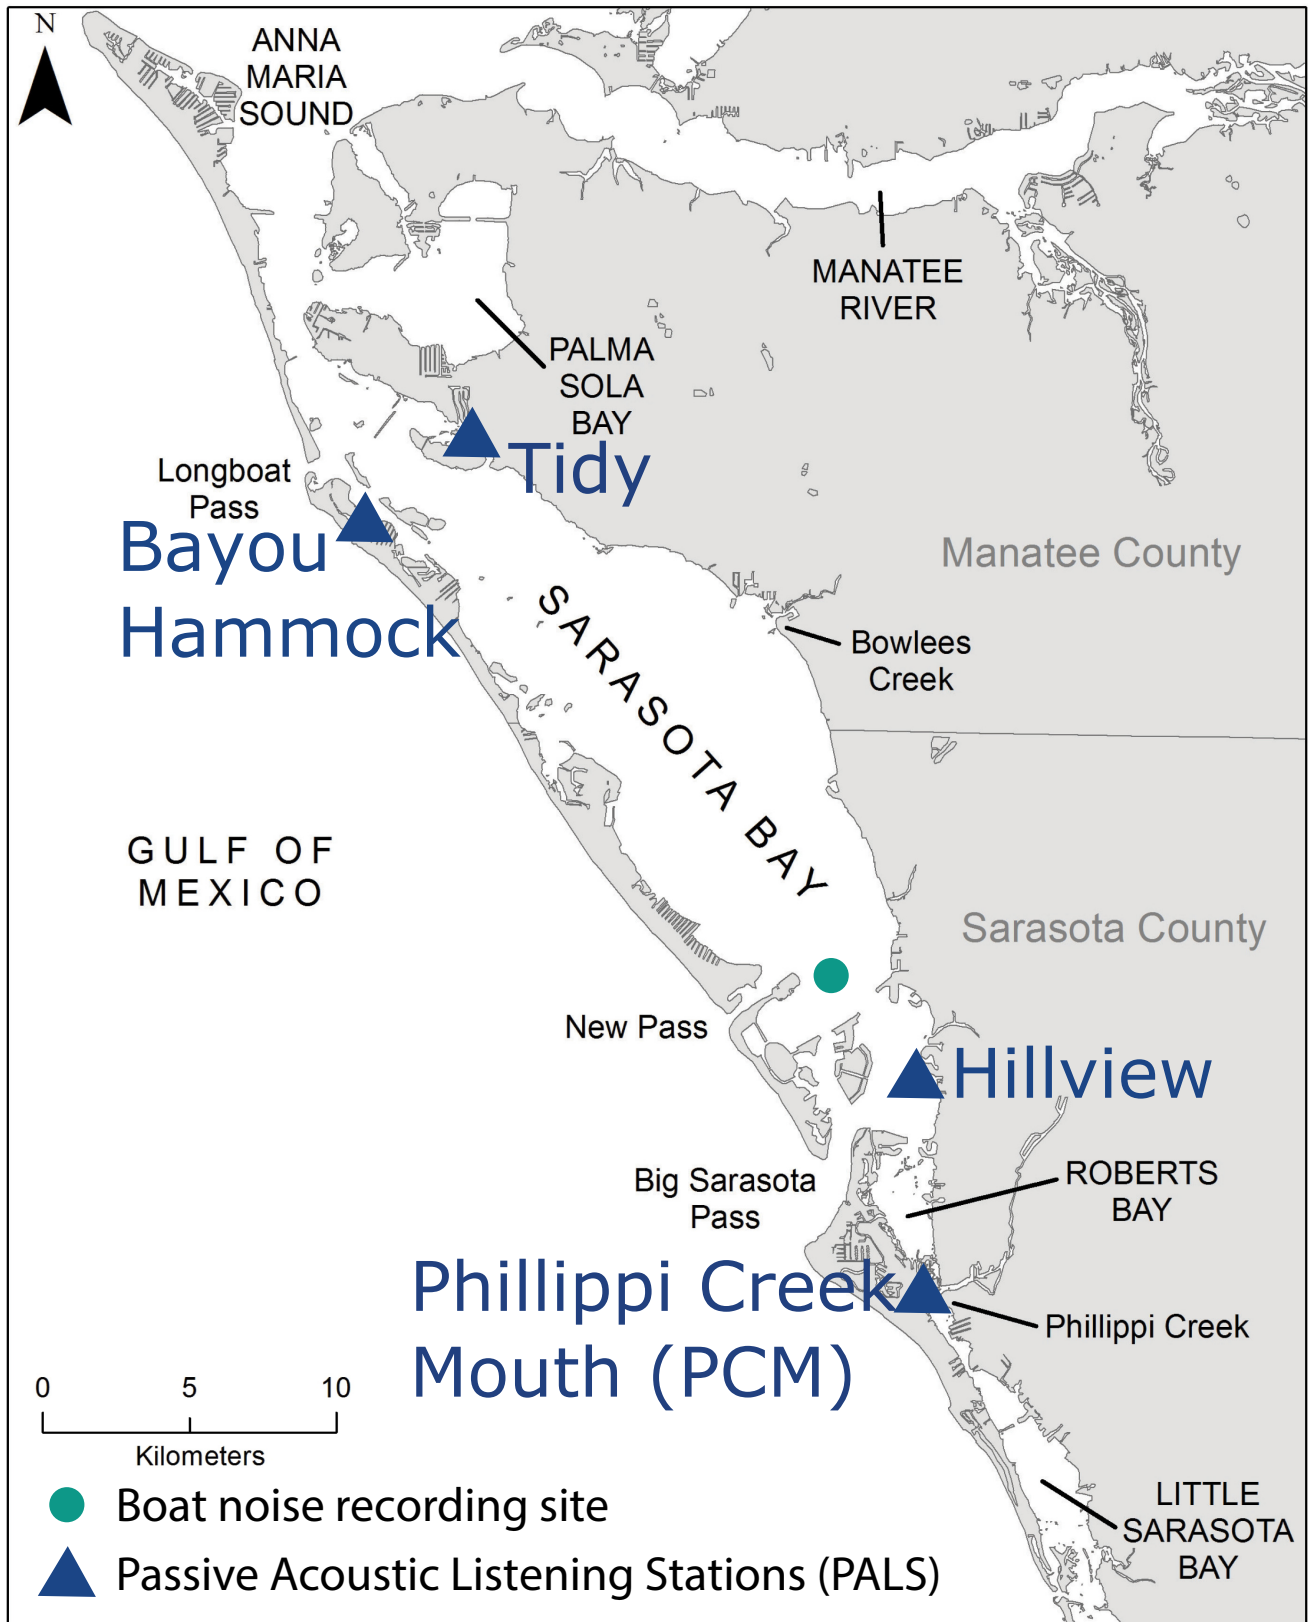 N
ANNA
MARIA
SOUND
MANATEE
RIVER
PALMA
SOLA
BAY
Tidy
Longboat
Pass
Bayou
Hammock
Manatee County
SARASOTA BAY
Bowlees
Creek
GULF OF
MEXICO
Sarasota County
New Pass
Hillview
Big Sarasota
Pass
ROBERTS
BAY
Phillippi Creek
Mouth (PCM)
Phillippi Creek
0 5 10
Kilometers
LITTLE
SARASOTA
BAY
Boat noise recording site
Passive Acoustic Listening Stations (PALS)